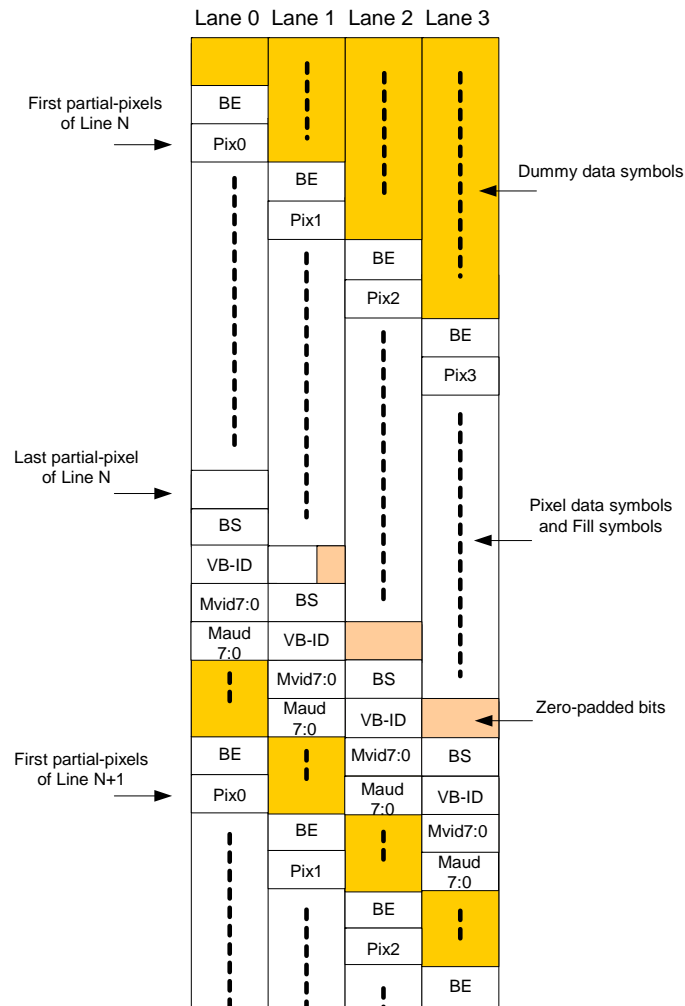 Lane 0 Lane 1 Lane 2 Lane 3
First partial-pixels
of Line N
BE
Pix0
Dummy data symbols
BE
Pix1
BE
Pix2
BE
Pix3
Last partial-pixel
of Line N
Pixel data symbols
and Fill symbols
BS
VB-ID
Mvid7:0 BS
Maud
7:0
VB-ID
Mvid7:0 BS
Maud
7:0
VB-ID
Zero-padded bits
First partial-pixels
of Line N+1
BE
Mvid7:0 BS
Pix0
Maud
7:0
VB-ID
BE
Mvid7:0
Pix1
Maud
7:0
BE
Pix2
BE